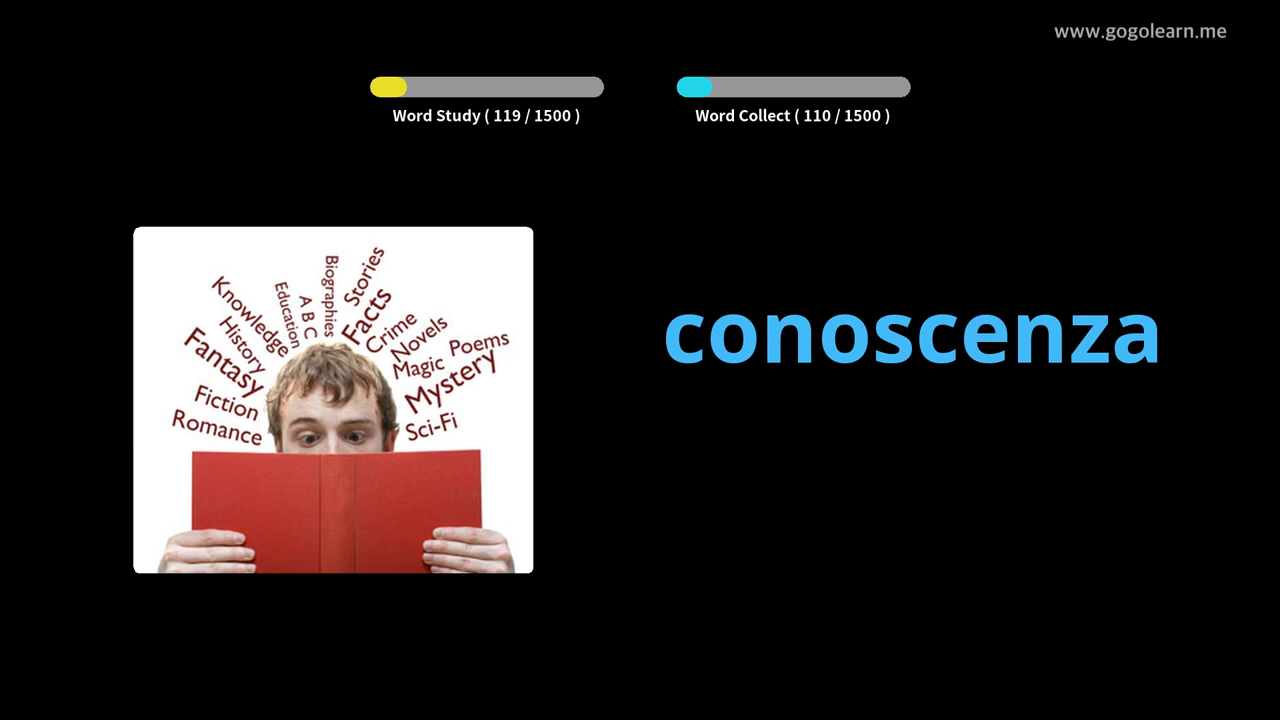 www.gogolearn.me
Word Study ( 119 / 1500 )
Word Collect ( 110 / 1500 )
conoscenza
Knowledge
Education
A B C
Biographies
Stories
Facts
Crime
Novels
Poems
History
Magic
Fantasy
Mystery
Fiction
Romance
Sci-Fi